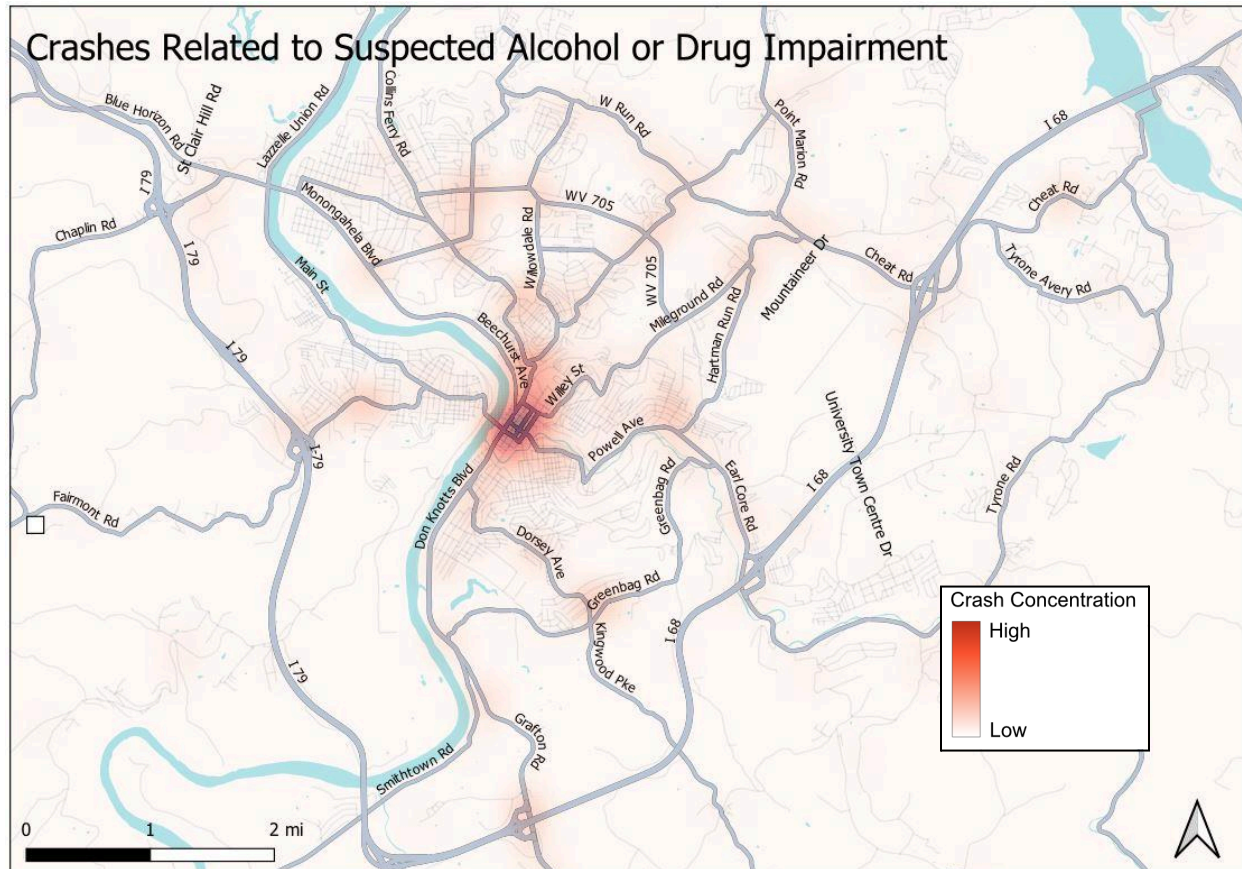 Crashes Related to Suspected Alcohol or Drug Impairment
Blue Horizon Rd
St Clair Hill Rd
Lazzelle Union Rd
Collins Ferry Rd
W Run Rd
Point Marion Rd
I 68
I 79
Chaplin Rd
I 79
Monongahela Blvd
Main St
WV 705
Willowdale Rd
WV 705
Mileground Rd
Mountaineer Dr
Cheat Rd
Cheat Rd
Tyrone Avery Rd
I 79
Beechurst Ave
Willey St
Hartman Run Rd
University Town Centre Dr
I-79
Powell Ave
Greenbag Rd
Earl Core Rd
I 68
Tyrone Rd
Fairmont Rd
Don Knotts Blvd
Dorsey Ave
Greenbag Rd
Kingwood Pke
I 68
I 79
Grafton Rd
Smithtown Rd
Crash Concentration
High
Low
0 1 2 mi